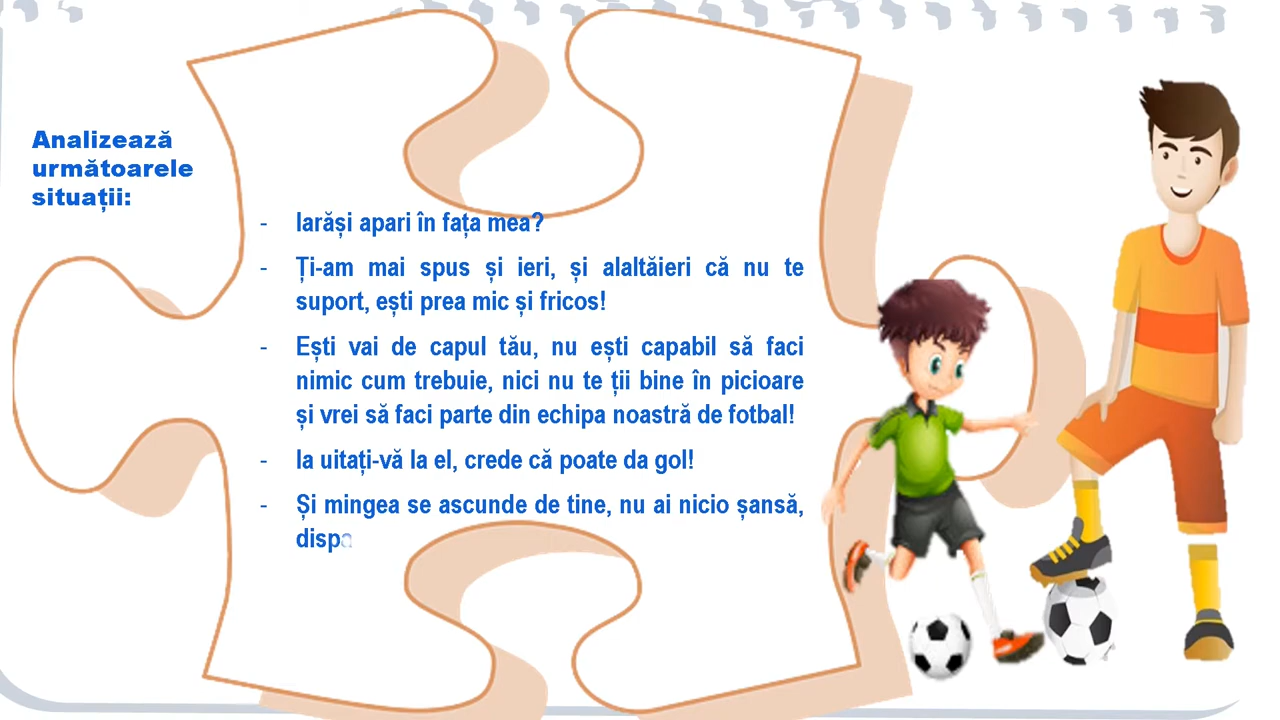 Analizează
următoarele
situații:
- Iarăși apari în fața mea?
- Ți-am mai spus și ieri, și alaltăieri că nu te
suport, ești prea mic și fricos!
- Ești vai de capul tău, nu ești capabil să faci
nimic cum trebuie, nici nu te ții bine în picioare
și vrei să faci parte din echipa noastră de fotbal!
- Ia uitați-vă la el, crede că poate da gol!
- Și mingea se ascunde de tine, nu ai nicio șansă,
dispa